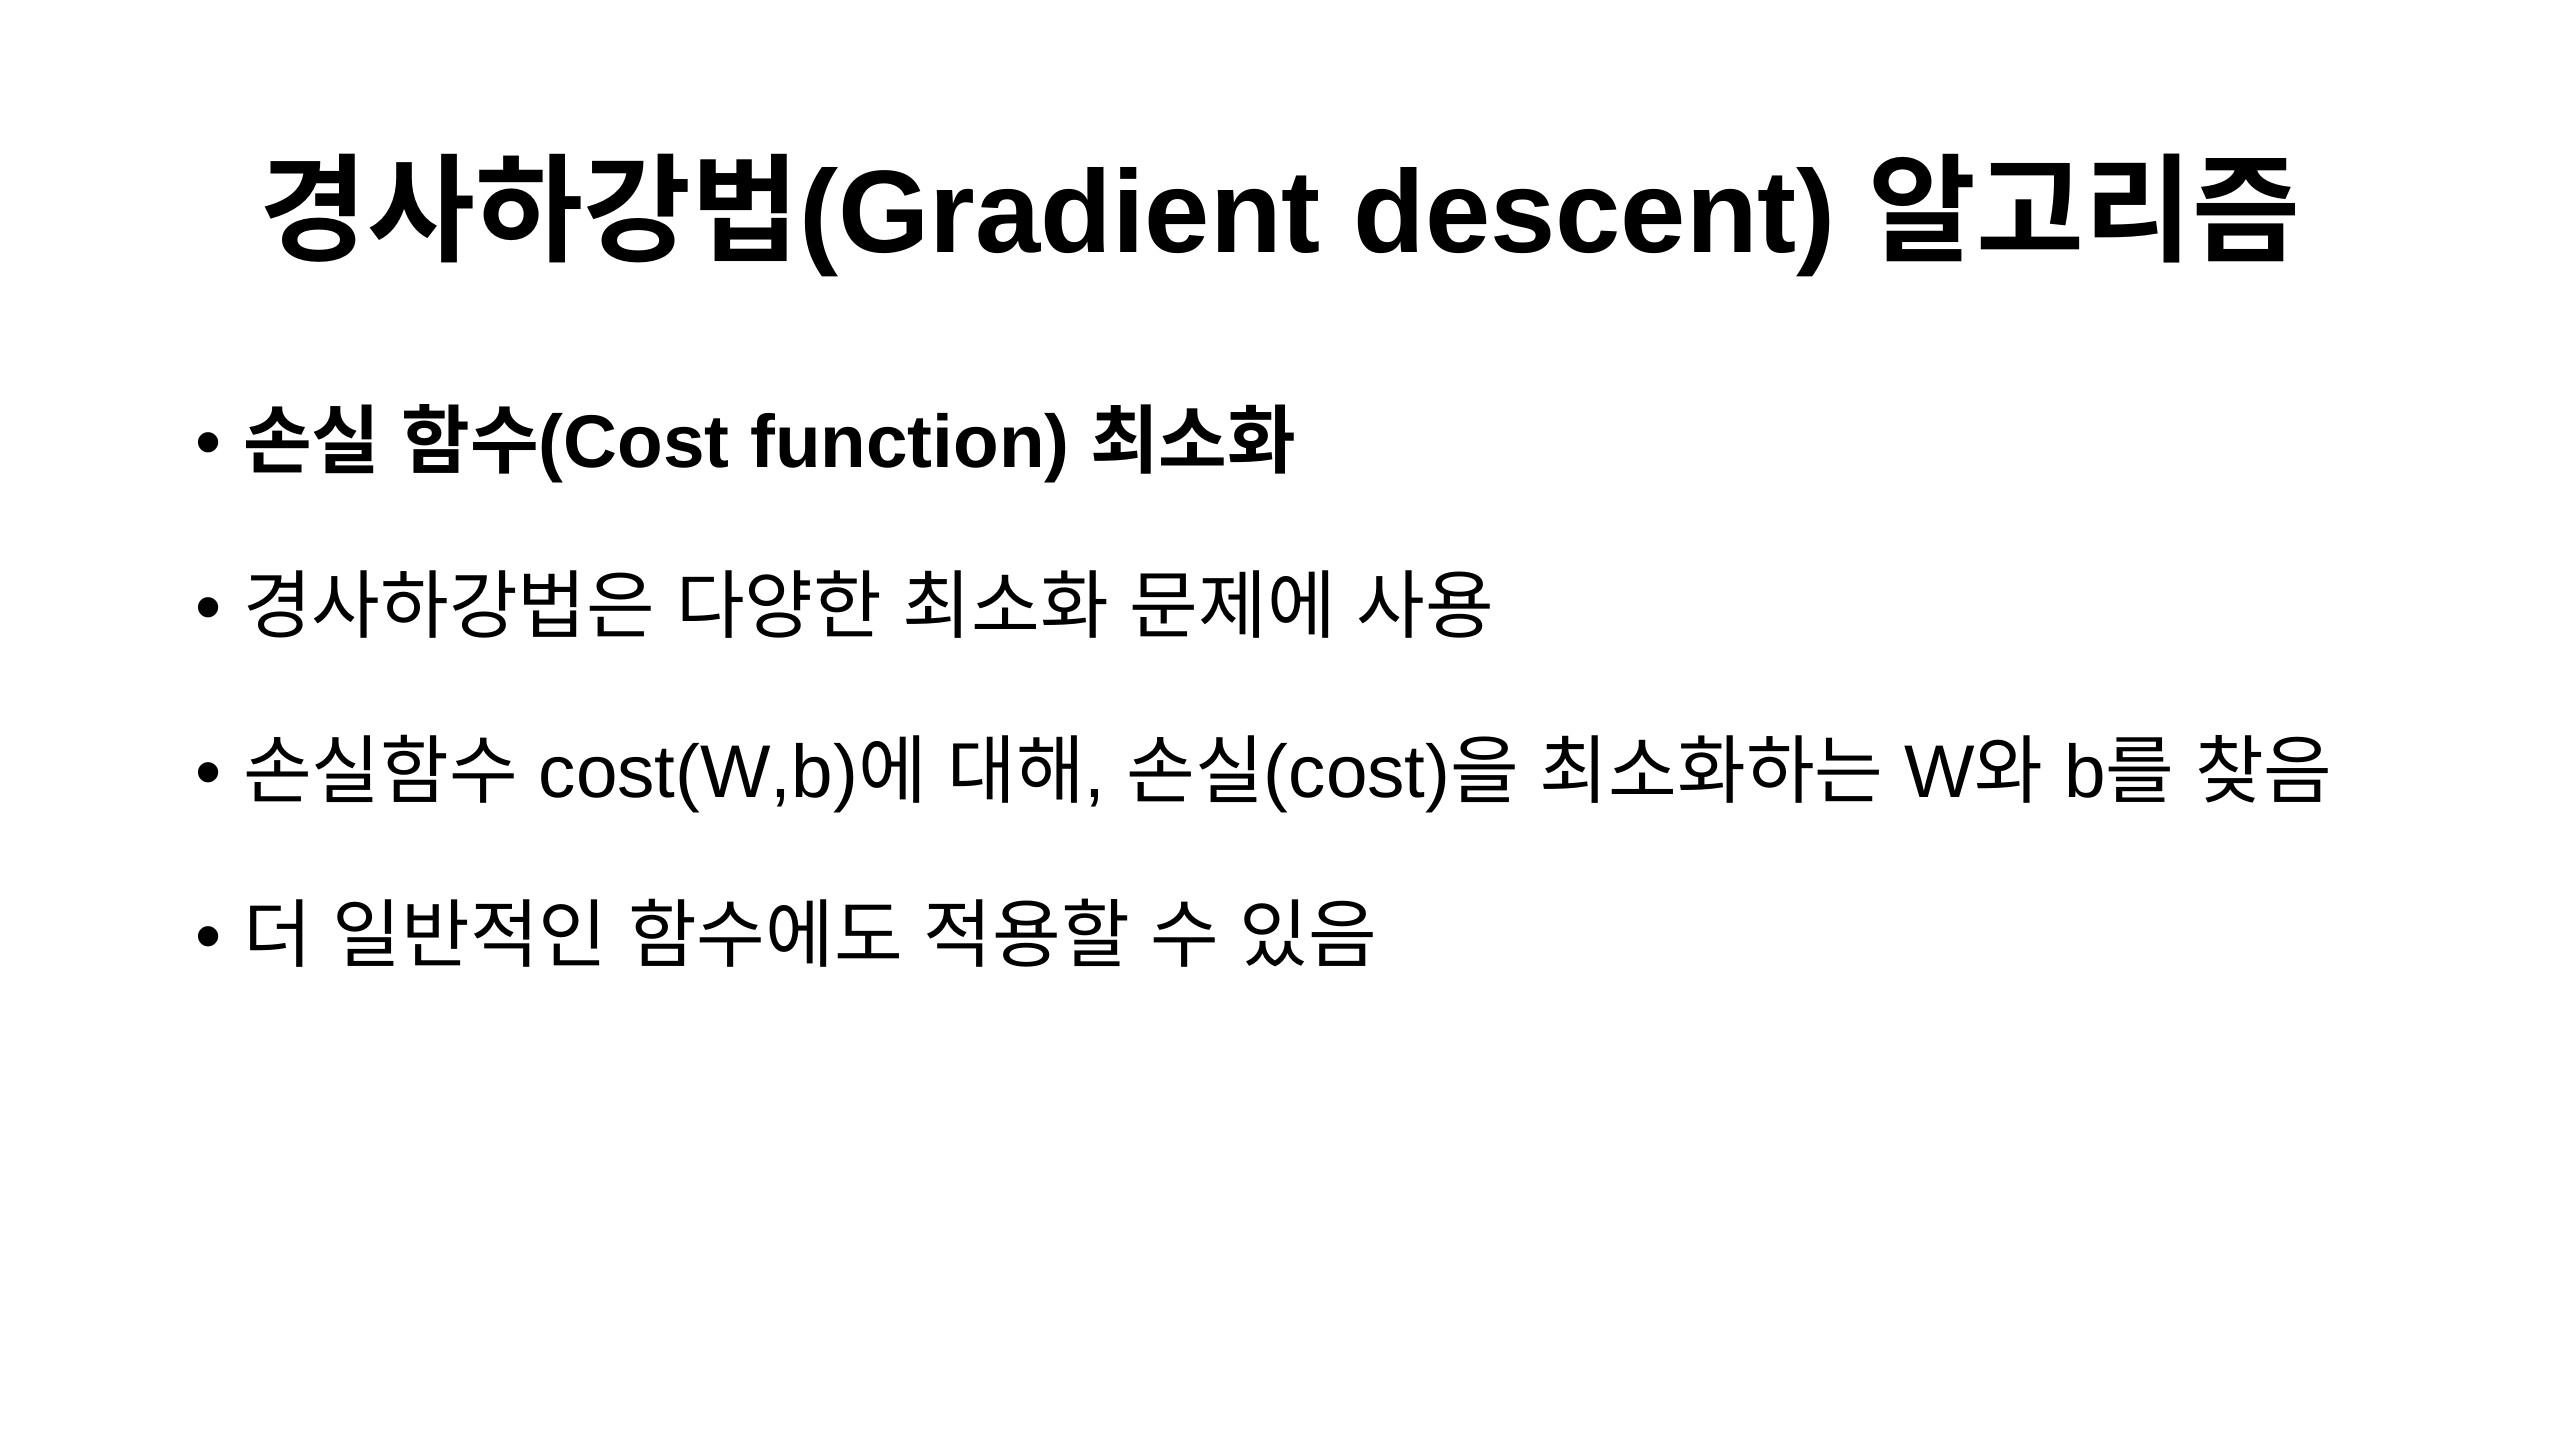 경사하강법(Gradient descent) 알고리즘
• 손실 함수(Cost function) 최소화
• 경사하강법은 다양한 최소화 문제에 사용
• 손실함수 cost(W,b)에 대해, 손실(cost)을 최소화하는 W와 b를 찾음
• 더 일반적인 함수에도 적용할 수 있음